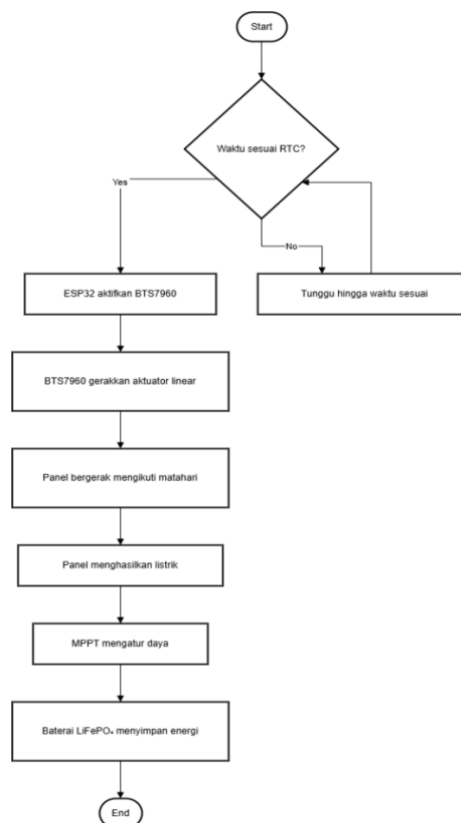 Start
Waktu sesuai RTC?
Yes
No
ESP32 aktifkan BTS7960
Tunggu hingga waktu sesuai
BTS7960 gerakkan aktuator linear
Panel bergerak mengikuti matahari
Panel menghasilkan listrik
MPPT mengatur daya
Baterai LiFePO₄ menyimpan energi
End